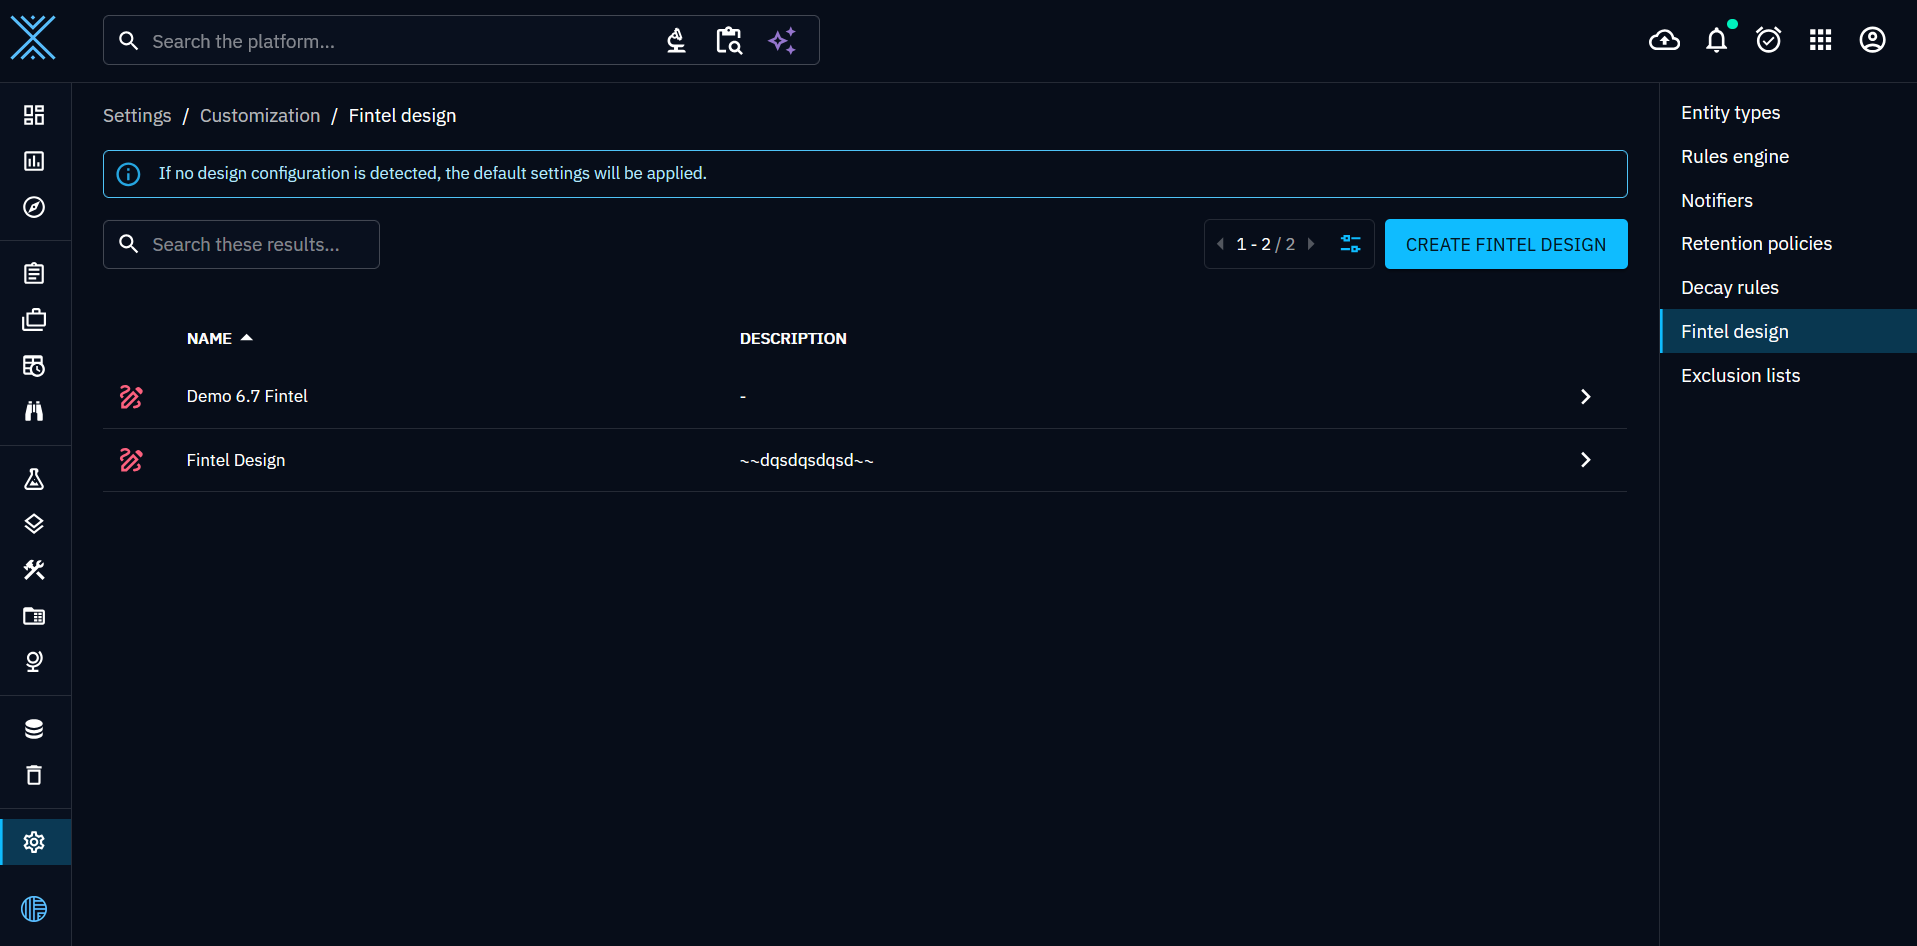 Search the platform...
Settings / Customization / Fintel design
If no design configuration is detected, the default settings will be applied.
Search these results...
1 - 2 / 2
CREATE FINTEL DESIGN
NAME DESCRIPTION
Demo 6.7 Fintel -
Fintel Design ~~dqsdqsdqsd~~
Entity types
Rules engine
Notifiers
Retention policies
Decay rules
Fintel design
Exclusion lists